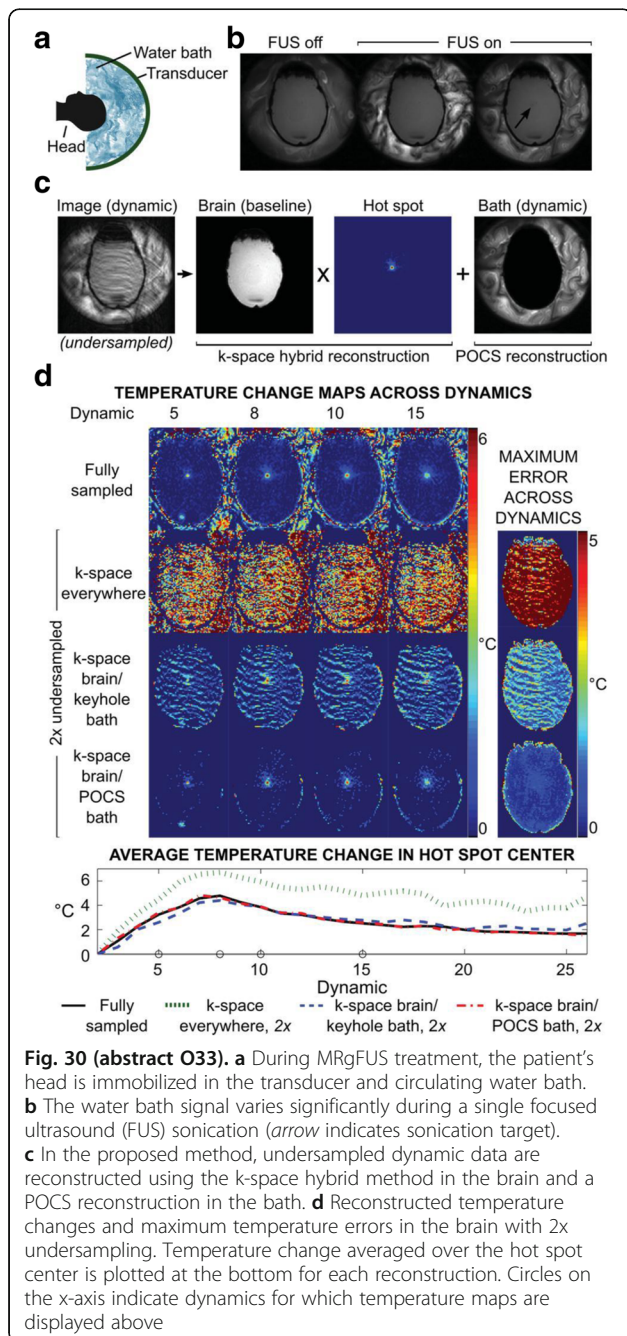 a
Water bath
Transducer
Head
b
FUS off
FUS on
c
Image (dynamic)
Brain (baseline)
Hot spot
Bath (dynamic)
x
+
(undersampled)
k-space hybrid reconstruction
POCS reconstruction
d
TEMPERATURE CHANGE MAPS ACROSS DYNAMICS
Dynamic 5 8 10 15
Fully
sampled
2x undersampled
k-space
everywhere
k-space
brain/
keyhole
bath
k-space
brain/
POCS
bath
6
°C
0
MAXIMUM
ERROR
ACROSS
DYNAMICS
5
°C
0
AVERAGE TEMPERATURE CHANGE IN HOT SPOT CENTER
6
°C 4
2
0
5 10 15 20 25
Dynamic
Fully
sampled
k-space
everywhere, 2x
k-space brain/
keyhole bath, 2x
k-space brain/
POCS bath, 2x
Fig. 30 (abstract O33). a During MRgFUS treatment, the patient's
head is immobilized in the transducer and circulating water bath.
b The water bath signal varies significantly during a single focused
ultrasound (FUS) sonication (arrow indicates sonication target).
c In the proposed method, undersampled dynamic data are
reconstructed using the k-space hybrid method in the brain and a
POCS reconstruction in the bath. d Reconstructed temperature
changes and maximum temperature errors in the brain with 2x
undersampling. Temperature change averaged over the hot spot
center is plotted at the bottom for each reconstruction. Circles on
the x-axis indicate dynamics for which temperature maps are
displayed above